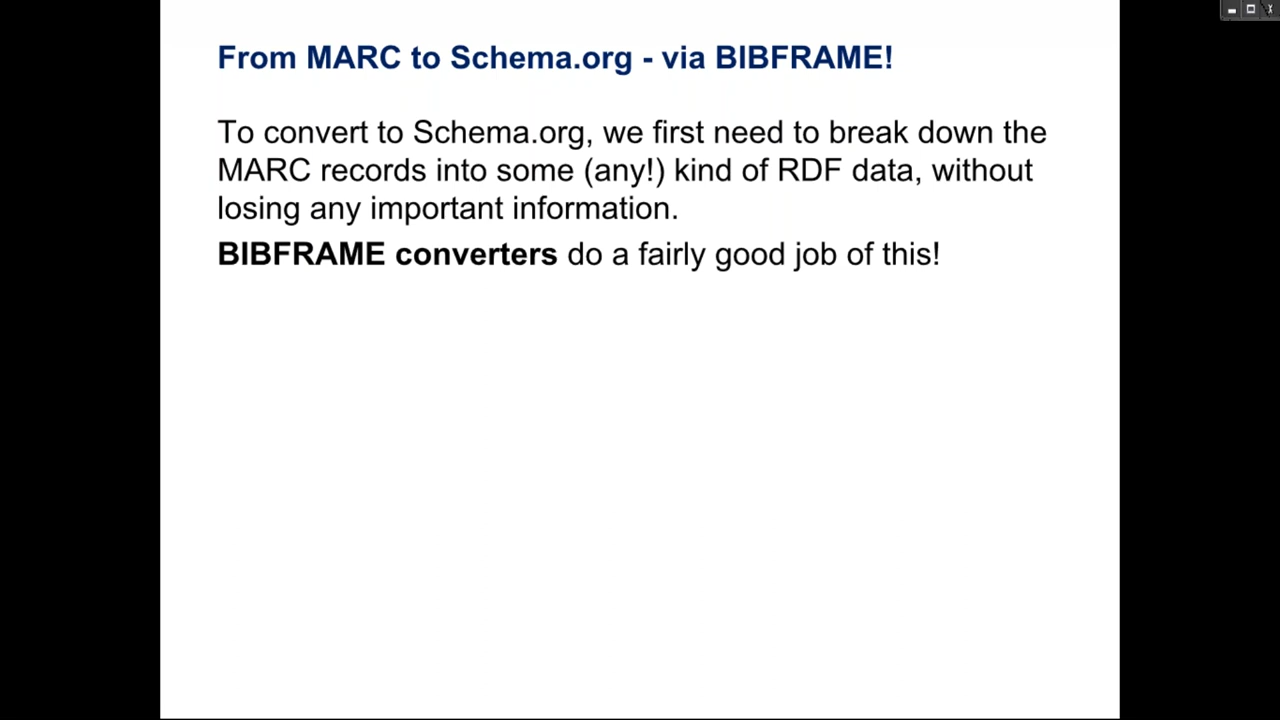 From MARC to Schema.org - via BIBFRAME!
To convert to Schema.org, we first need to break down the
MARC records into some (any!) kind of RDF data, without
losing any important information.
BIBFRAME converters do a fairly good job of this!